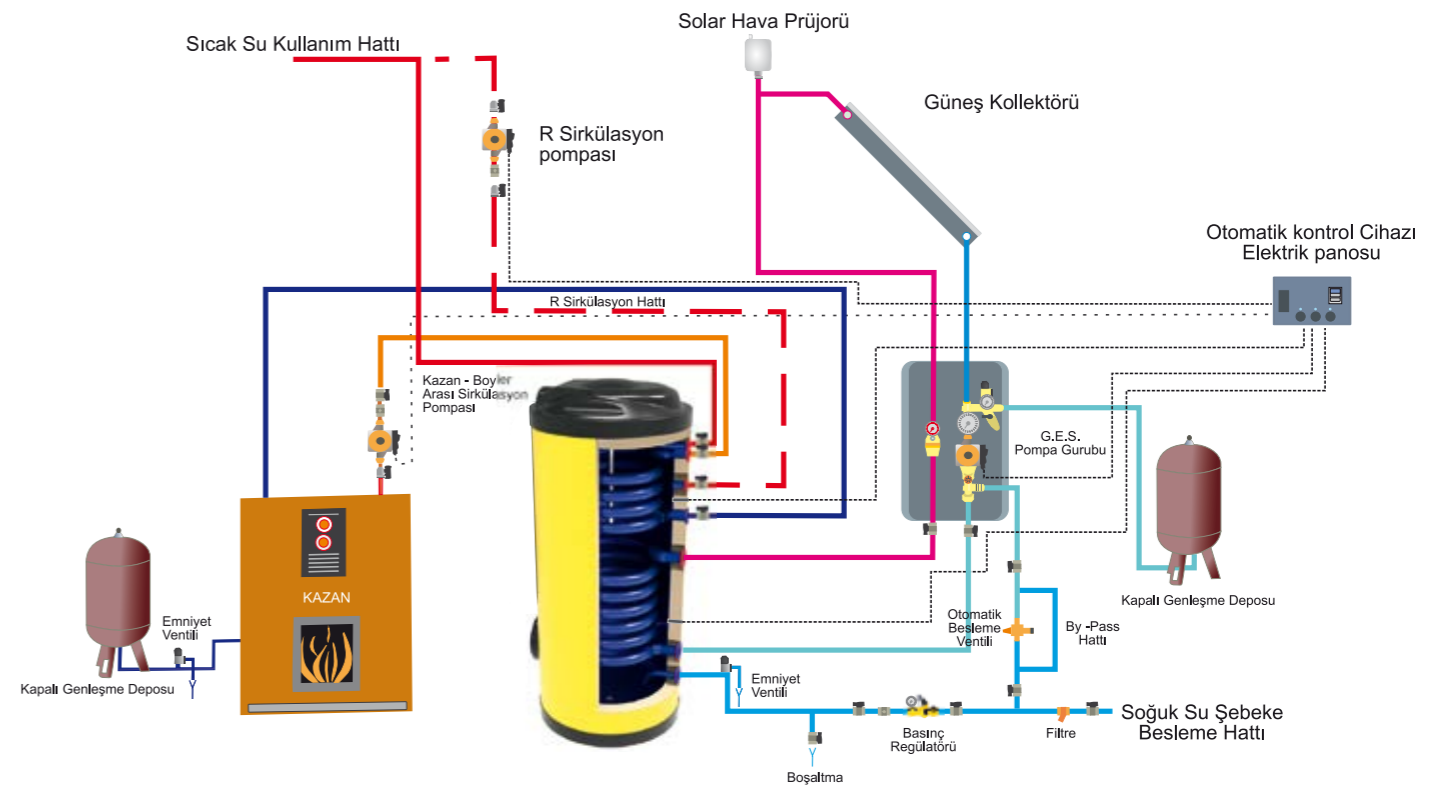 Solar Hava Prüjorü
Sıcak Su Kullanım Hattı
Güneş Kollektörü
R Sirkülasyon
pompası
Otomatik kontrol Cihazı
Elektrik panosu
R Sirkülasyon Hattı
Kazan - Boyler
Arası Sirkülasyon
Pompası
G.E.S.
Pompa Gurubu
KAZAN
Emniyet
Ventili
Kapalı Genleşme Deposu
Kapalı Genleşme Deposu
Otomatik
Besleme
Ventili
By -Pass
Hattı
Emniyet
Ventili
Soğuk Su Şebeke
Besleme Hattı
Basınç
Regülatörü
Filtre
Boşaltma